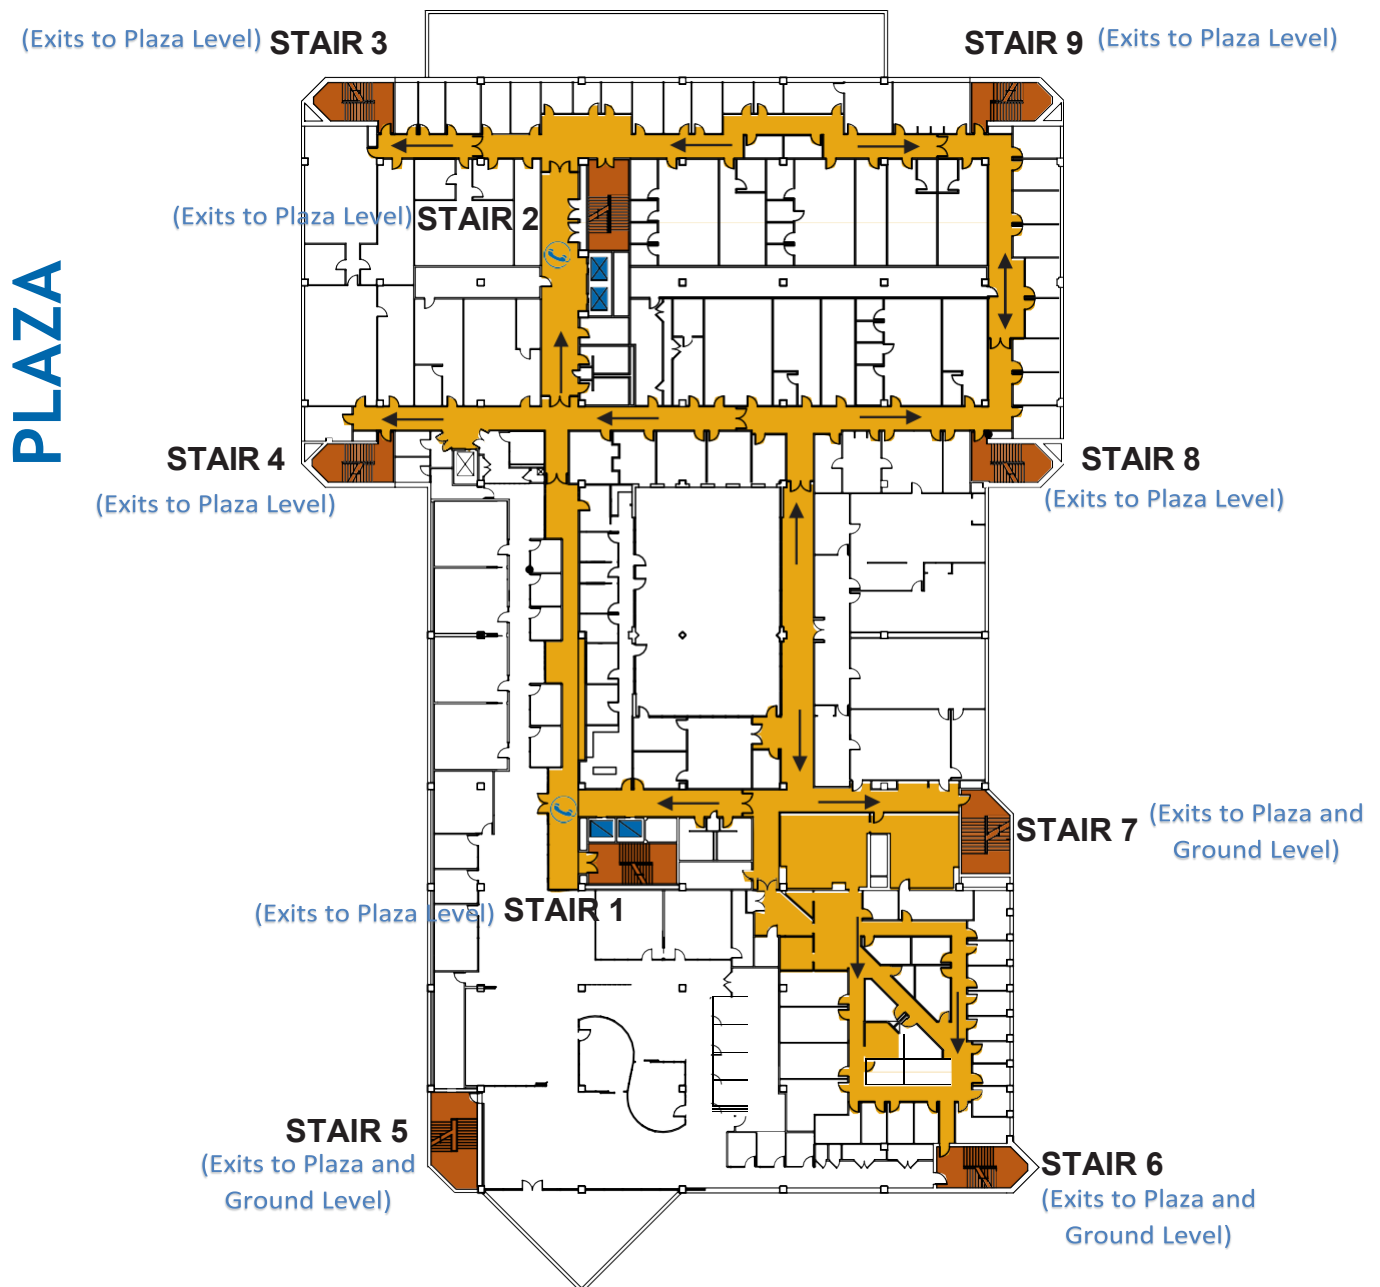 (Exits to Plaza Level) STAIR 3
STAIR 9 (Exits to Plaza Level)
(Exits to Plaza Level) STAIR 2
PLAZA
STAIR 4
(Exits to Plaza Level)
STAIR 8
(Exits to Plaza Level)
STAIR 7 (Exits to Plaza and
Ground Level)
(Exits to Plaza Level) STAIR 1
STAIR 5
(Exits to Plaza and
Ground Level)
STAIR 6
(Exits to Plaza and
Ground Level)